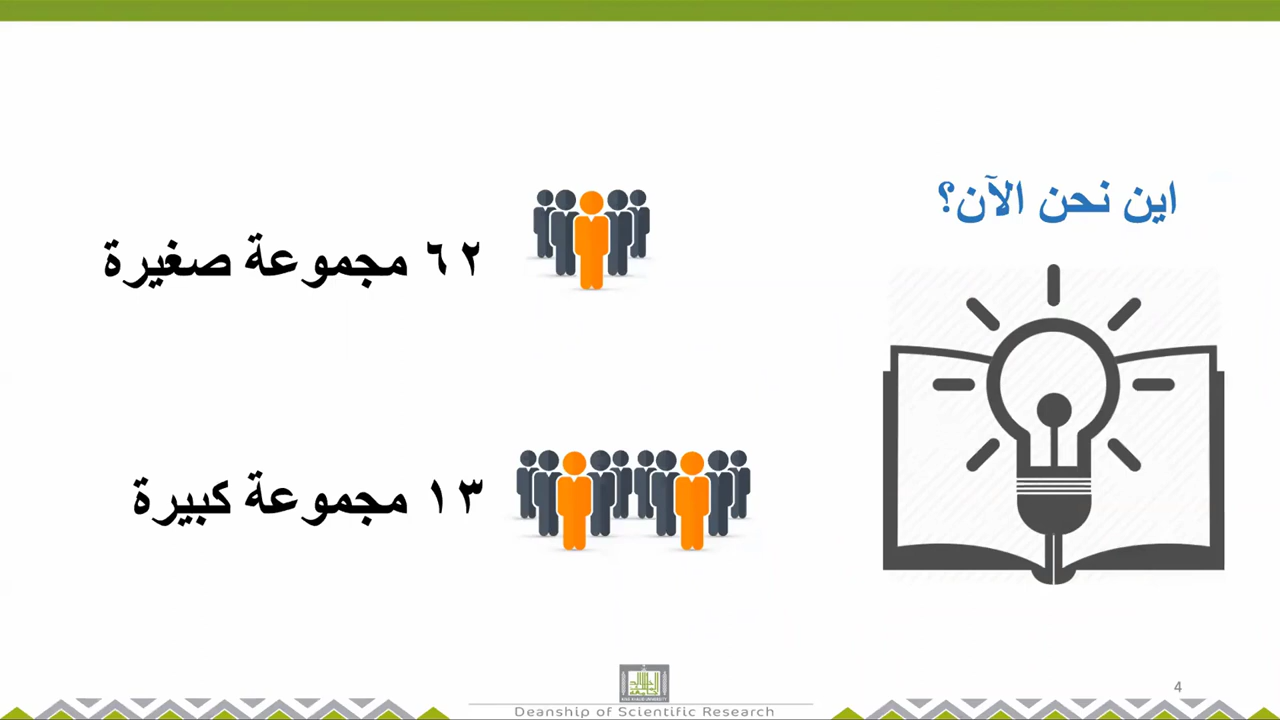 اين نحن الآن؟
٦٢ مجموعة صغيرة
١٣ مجموعة كبيرة
Deanship of Scientific Research
4